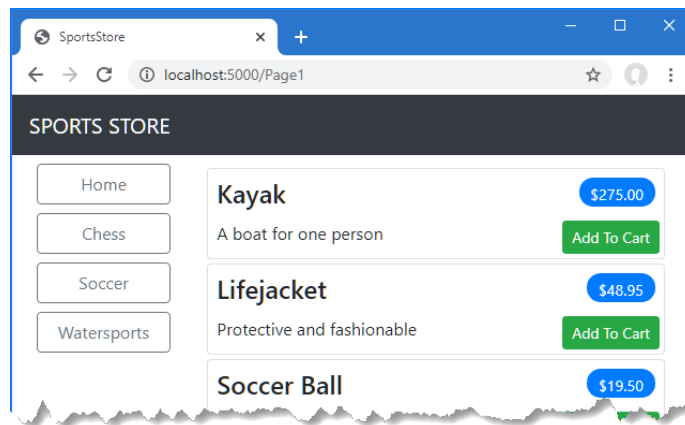 SportsStore
localhost:5000/Page1
SPORTS STORE
Home
Chess
Soccer
Watersports
Kayak
$275.00
A boat for one person
Add To Cart
Lifejacket
$48.95
Protective and fashionable
Add To Cart
Soccer Ball
$19.50